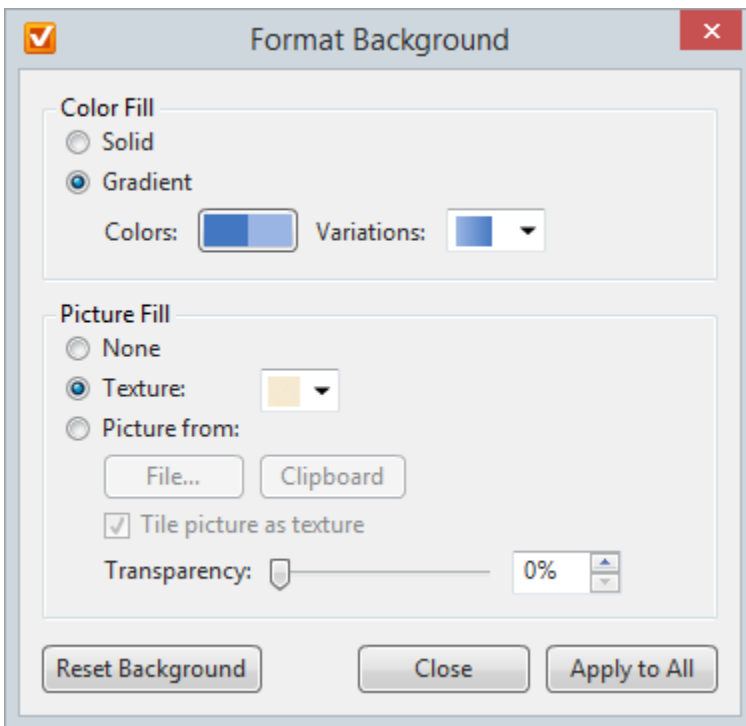 Format Background
Color Fill
Solid
Gradient
Colors: Variations:
Picture Fill
None
Texture:
Picture from:
File... Clipboard
Tile picture as texture
Transparency: 0%
Reset Background Close Apply to All